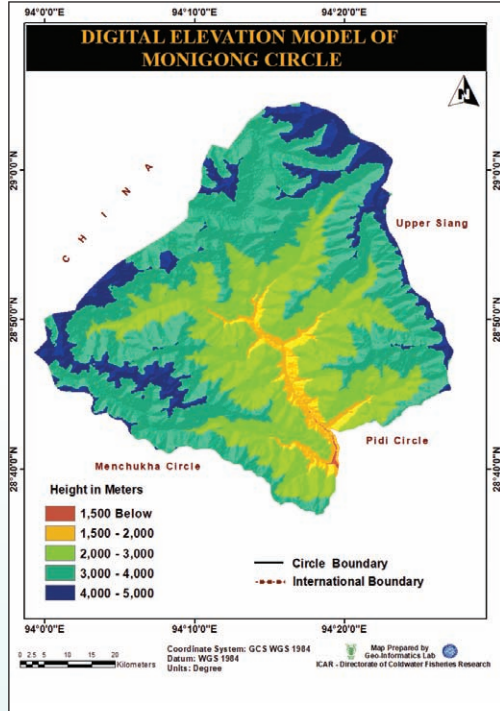 94°0'0"E 94°10'0"E 94°20'0"E
DIGITAL ELEVATION MODEL OF
MONIGONG CIRCLE
N
29°0'0"N 29°0'0"N
C H I N A
Upper Siang
28°50'0"N 28°50'0"N
Pidi Circle
Menchukha Circle
28°40'0"N 28°40'0"N
Height in Meters
1,500 Below
1,500 - 2,000
2,000 - 3,000
3,000 - 4,000
4,000 - 5,000
Circle Boundary
International Boundary
94°0'0"E 94°10'0"E 94°20'0"E
0 2.5 5 10 15 20
Kilometers
Coordinate System: GCS WGS 1984
Datum: WGS 1984
Units: Degree
Map Prepared by
Geo-Informatics Lab
ICAR - Directorate of Coldwater Fisheries Research